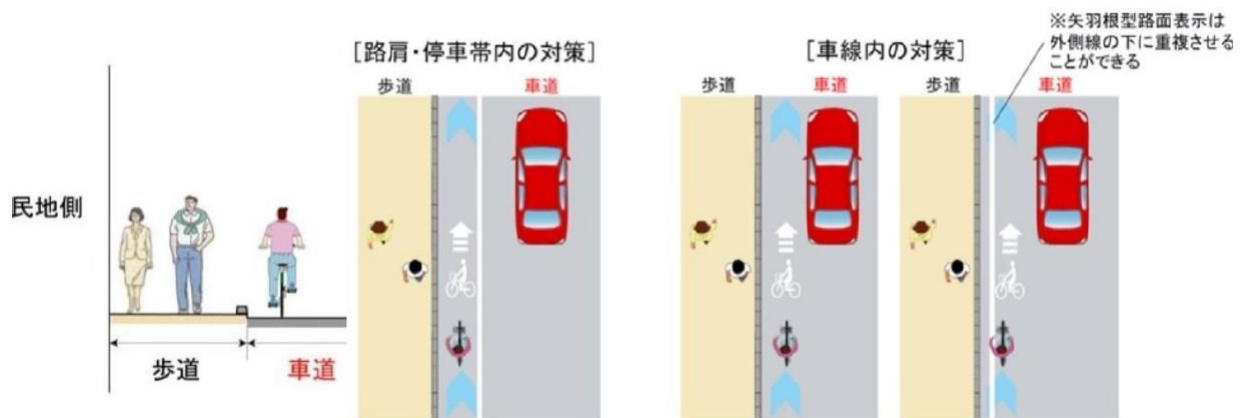 民地側
歩道
車道
[路肩・停車帯内の対策]
歩道
車道
[車線内の対策]
歩道
車道
※矢羽根型路面表示は
外側線の下に重複させる
ことができる
歩道
車道